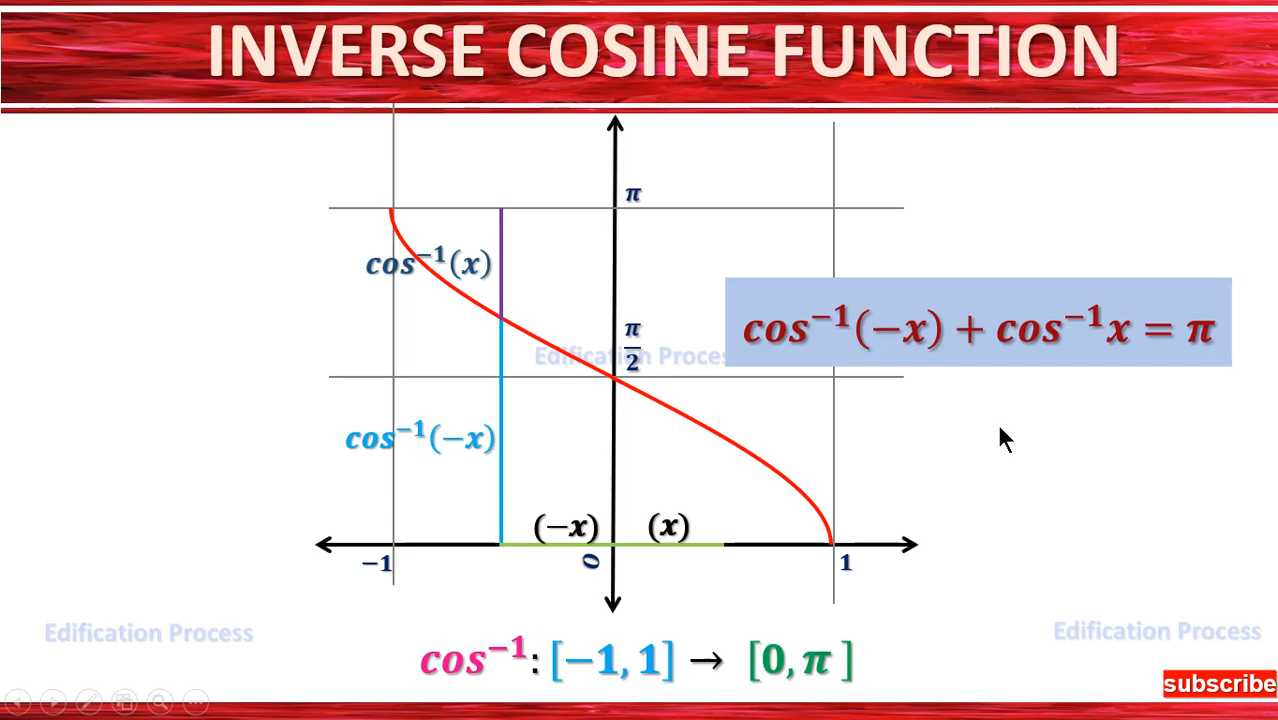 INVERSE COSINE FUNCTION
π
cos⁻¹(x)
π/2
cos⁻¹(−x) + cos⁻¹x = π
Edification Process
cos⁻¹(−x)
(−x) (x)
−1 0 1
Edification Process Edification Process
cos⁻¹: [−1, 1] → [0, π ]
subscribe